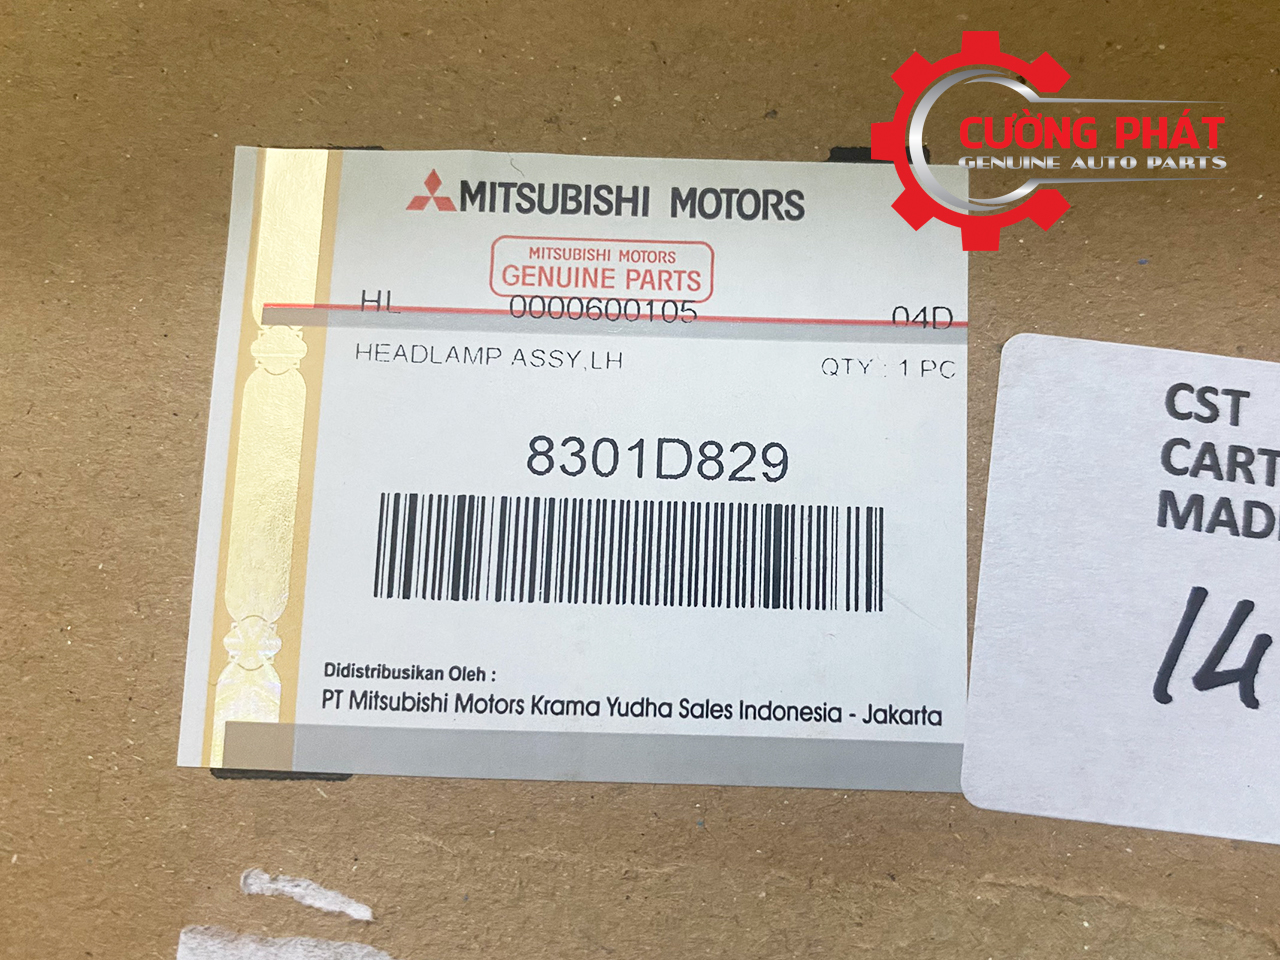 CƯỜNG PHÁT
GENUINE AUTO PARTS
MITSUBISHI MOTORS
MITSUBISHI MOTORS
GENUINE PARTS
HL 0000600105 04D
HEADLAMP ASSY,LH QTY : 1 PC
8301D829
Didistribusikan Oleh :
PT Mitsubishi Motors Krama Yudha Sales Indonesia - Jakarta
CST
CART
MAD
14